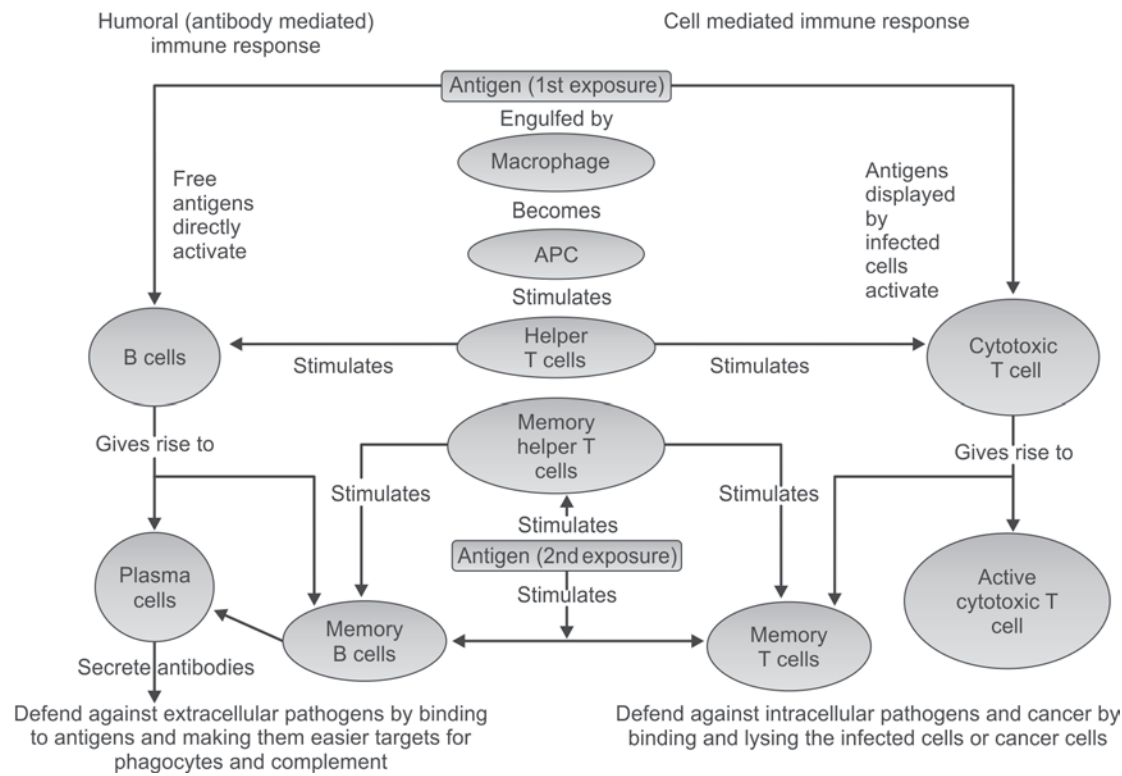 Humoral (antibody mediated)
immune response
Cell mediated immune response
Antigen (1st exposure)
Engulfed by
Macrophage
Free
antigens
directly
activate
Antigens
displayed
by
infected
cells
activate
Becomes
APC
Stimulates
B cells
Stimulates
Helper
T cells
Stimulates
Cytotoxic
T cell
Gives rise to
Memory
helper T
cells
Gives rise to
Stimulates
Stimulates
Stimulates
Antigen (2nd exposure)
Stimulates
Plasma
cells
Memory
B cells
Memory
T cells
Active
cytotoxic T
cell
Secrete antibodies
Defend against extracellular pathogens by binding
to antigens and making them easier targets for
phagocytes and complement
Defend against intracellular pathogens and cancer by
binding and lysing the infected cells or cancer cells